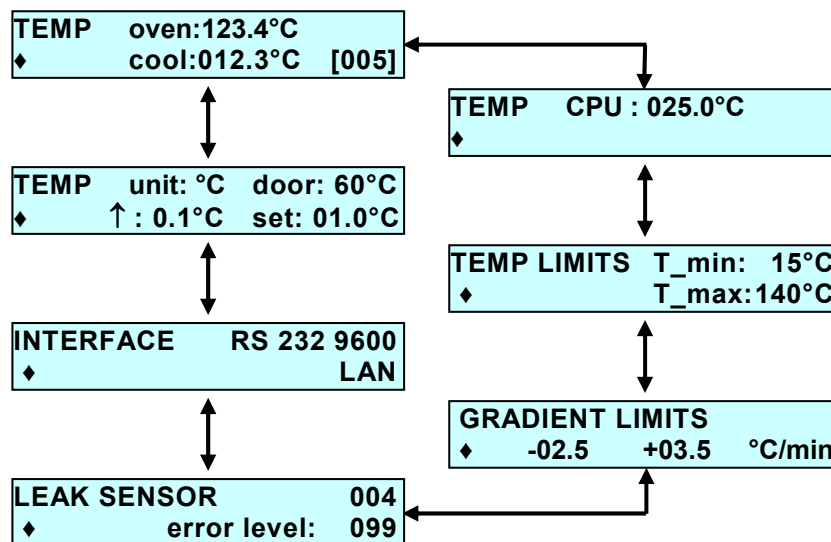 TEMP oven:123.4°C
♦ cool:012.3°C [005]
TEMP unit: °C door: 60°C
♦ ↑ : 0.1°C set: 01.0°C
INTERFACE RS 232 9600
♦ LAN
LEAK SENSOR 004
♦ error level: 099
TEMP CPU : 025.0°C
♦
TEMP LIMITS T_min: 15°C
♦ T_max:140°C
GRADIENT LIMITS
♦ -02.5 +03.5 °C/min